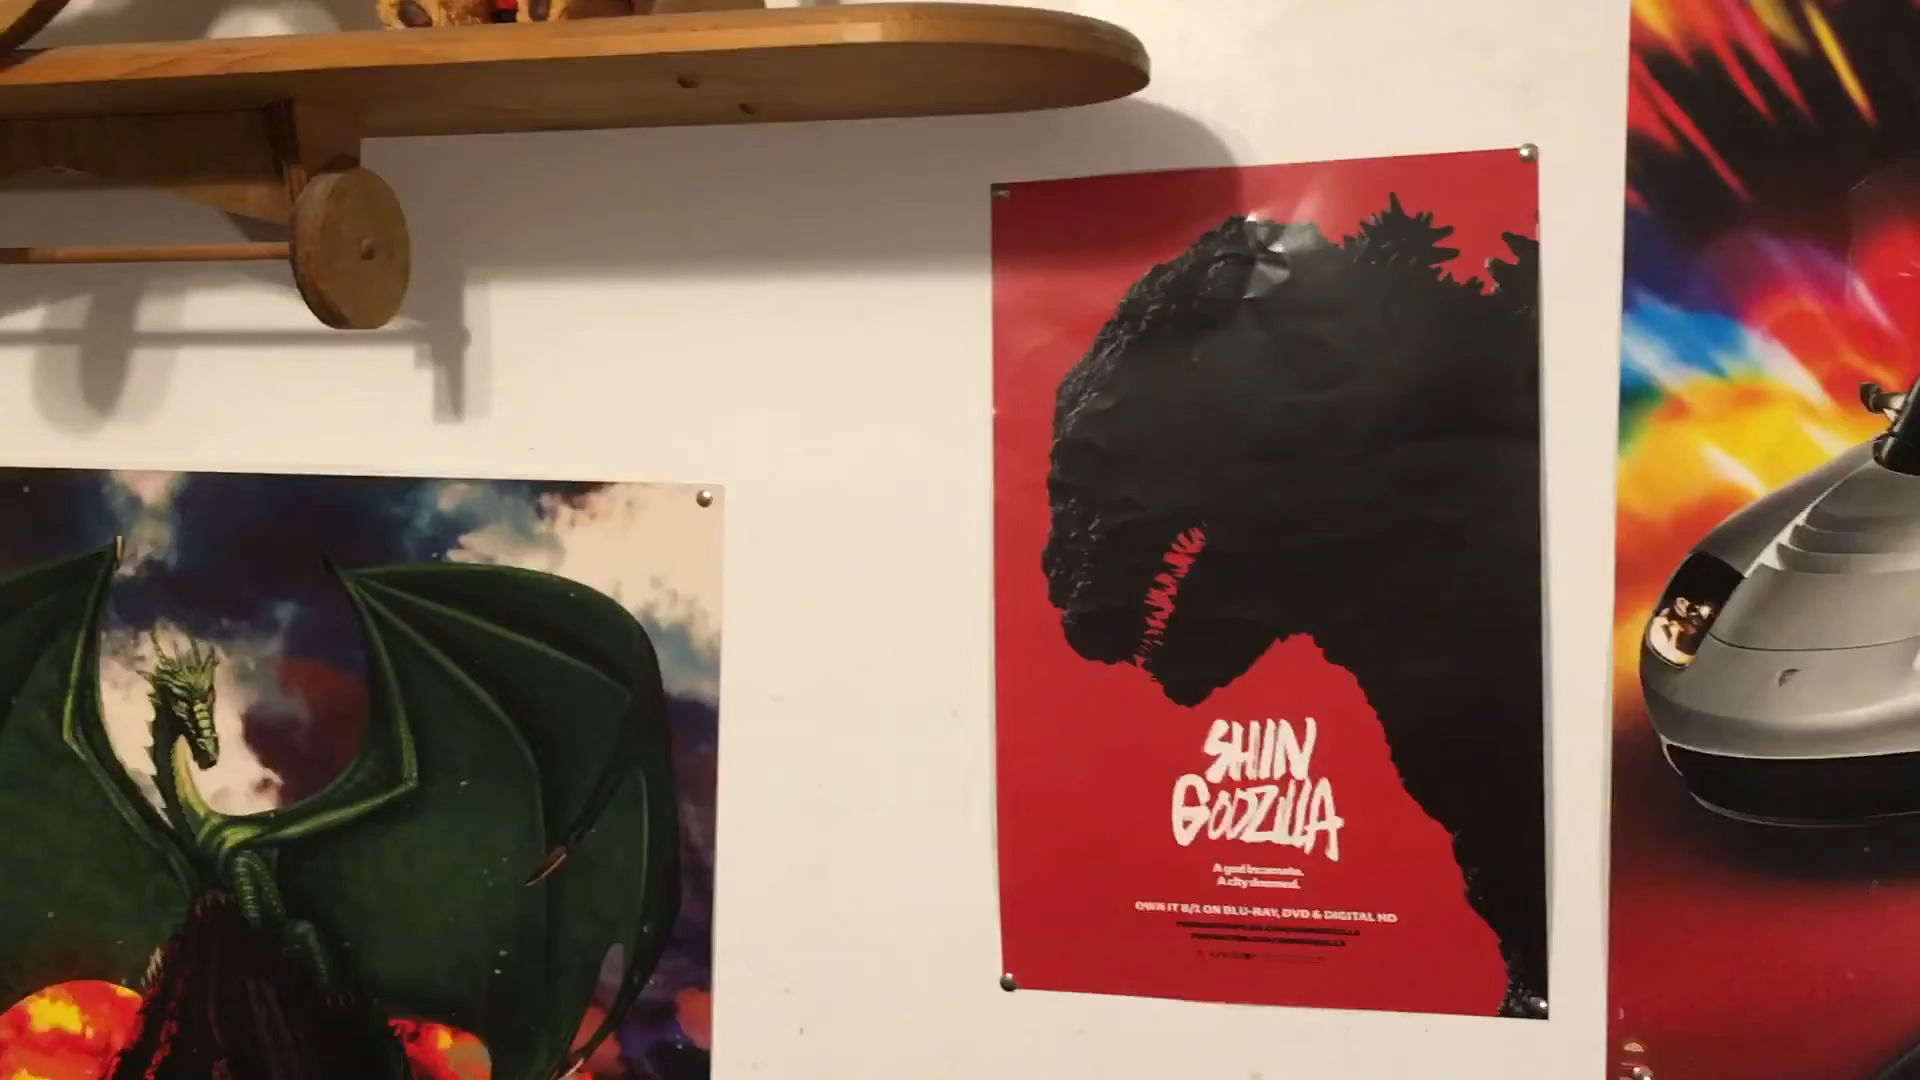 SHIN
GODZILLA
A god incarnate.
A city doomed.
OWN IT 8/1 ON BLU-RAY, DVD & DIGITAL HD